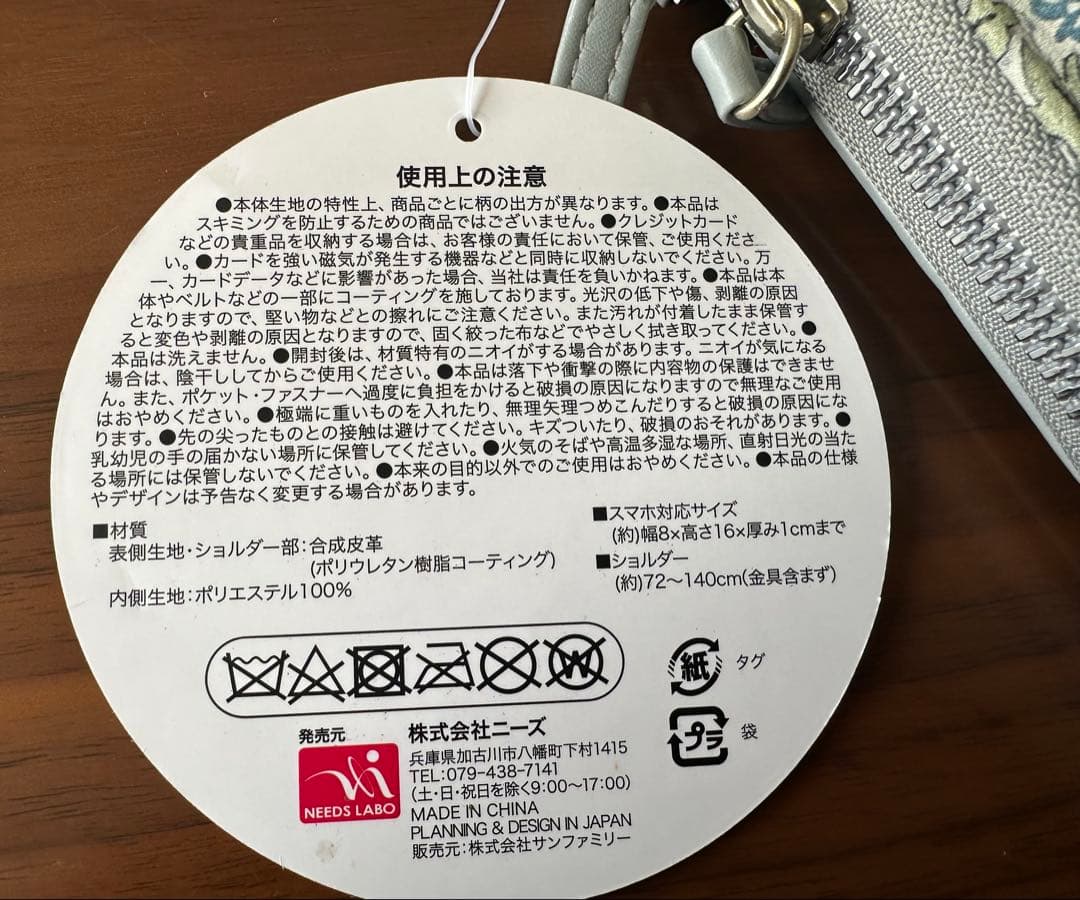 使用上の注意
●本体生地の特性上、商品ごとに柄の出方が異なります。●本品は
スキミングを防止するための商品ではございません。●クレジットカード
などの貴重品を収納する場合は、お客様の責任において保管、ご使用くださ
い。●カードを強い磁気が発生する機器などと同時に収納しないでください。万
一、カードデータなどに影響があった場合、当社は責任を負いかねます。●本品は本
体やベルトなどの一部にコーティングを施しております。光沢の低下や傷、剥離の原因
となりますので、堅い物などとの擦れにご注意ください。また汚れが付着したまま保管す
ると変色や剥離の原因となりますので、固く絞った布などでやさしく拭き取ってください。●
本品は洗えません。●開封後は、材質特有のニオイがする場合があります。ニオイが気になる
場合は、陰干ししてからご使用ください。●本品は落下や衝撃の際に内容物の保護はできませ
ん。また、ポケット・ファスナーへ過度に負担をかけると破損の原因になりますので無理なご使用
はおやめください。●極端に重いものを入れたり、無理矢理つめこんだりすると破損の原因にな
ります。●先の尖ったものとの接触は避けてください。キズついたり、破損のおそれがあります。●
乳幼児の手の届かない場所に保管してください。●火気のそばや高温多湿な場所、直射日光の当た
る場所には保管しないでください。●本来の目的以外でのご使用はおやめください。●本品の仕様
やデザインは予告なく変更する場合があります。
■材質
表側生地・ショルダー部：合成皮革
(ポリウレタン樹脂コーティング)
内側生地：ポリエステル100%
■スマホ対応サイズ
(約)幅8×高さ16×厚み1cmまで
■ショルダー
(約)72〜140cm(金具含まず)
W
紙 タグ
プラ 袋
発売元
NEEDS LABO
株式会社ニーズ
兵庫県加古川市八幡町下村1415
TEL:079-438-7141
(土・日・祝日を除く9:00〜17:00)
MADE IN CHINA
PLANNING & DESIGN IN JAPAN
販売元：株式会社サンファミリー